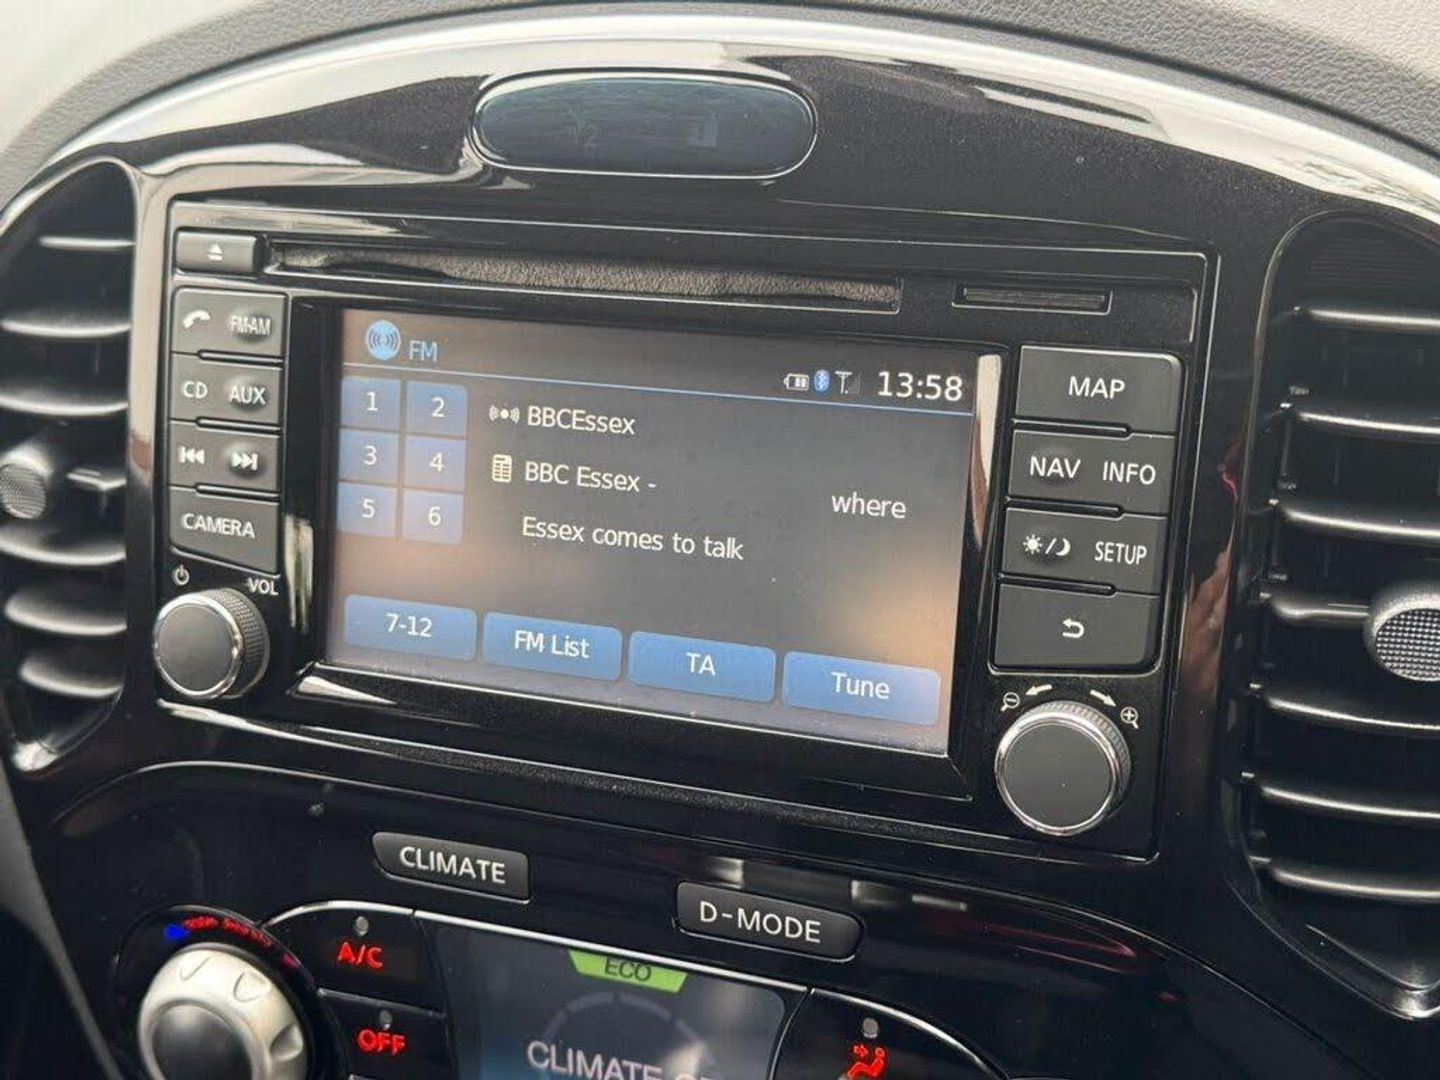 FM-AM
CD AUX
CAMERA
VOL
FM
13:58
1 2
3 4
5 6
BBCEssex
BBC Essex - where
Essex comes to talk
7-12 FM List TA Tune
MAP
NAV INFO
SETUP
CLIMATE
D-MODE
A/C
OFF
ECO
CLIMATE